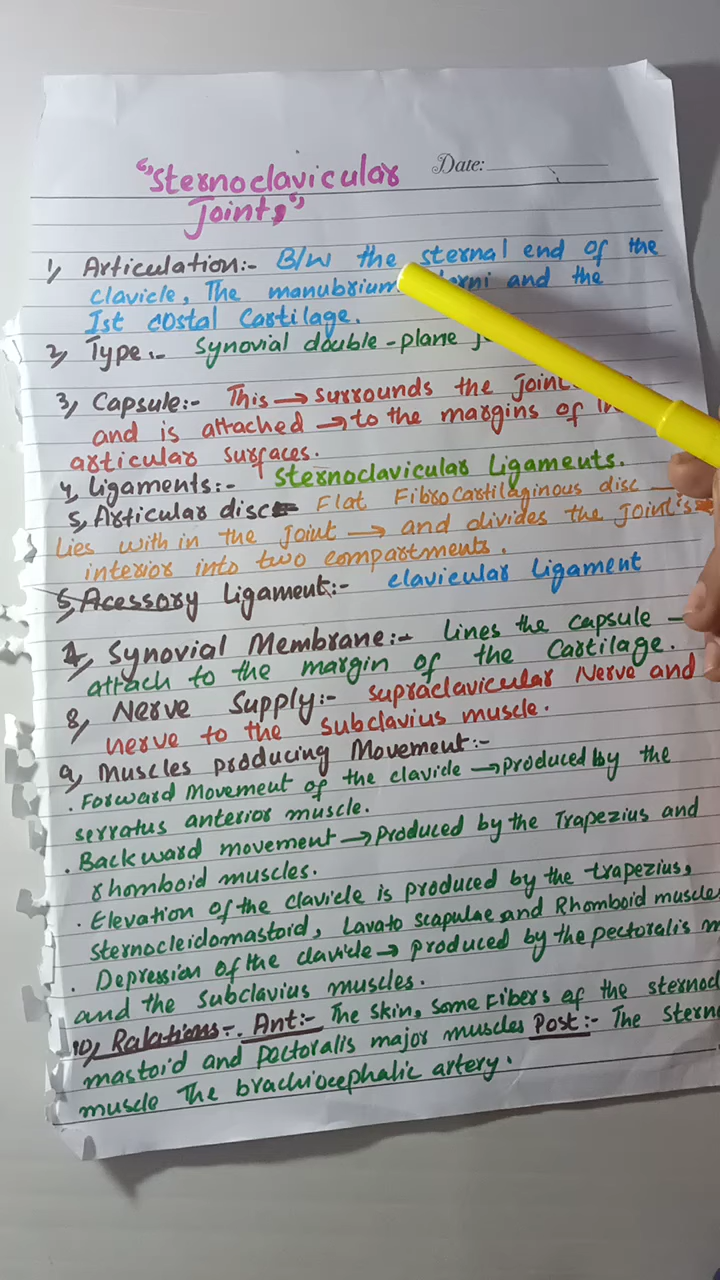 "Sternoclavicular
Date:
Joint,"
1, Articulation:- B/W the sternal end of the
clavicle, The manubrium and the
Ist costal Cartilage.
2, Type:- Synovial double-plane
3, Capsule:- This → surrounds the Joint
and is attached → to the margins of
articular surfaces.
4, Ligaments:- Sternoclavicular Ligaments.
5, Articular disc Flat Fibrocartilaginous disc —
Lies with in the Joint → and divides the Joint's
interior into two compartments.
5, Acessory Ligament:- clavicular Ligament
7, Synovial Membrane:- Lines the capsule —
attach to the margin of the Cartilage.
8, Nerve Supply:- supraclavicular Nerve and
nerve to the subclavius muscle.
9, Muscles producing Movement:-
. Forward Movement of the clavicle → produced by the
serratus anterior muscle.
. Backward movement → produced by the Trapezius and
rhomboid muscles.
. Elevation of the clavicle is produced by the trapezius,
sternocleidomastoid, Lavato scapulae and Rhomboid muscles
. Depression of the clavicle → produced by the pectoralis m
and the subclavius muscles.
10, Ralations:-. Ant:- The skin, some Fibers of the sternocl
mastoid and pectoralis major muscles Post:- The stern
muscle The brachiocephalic artery.